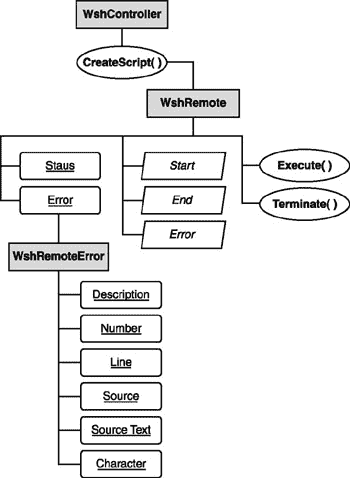 WshController
CreateScript( )
WshRemote
Staus
Start
Execute( )
Error
End
Terminate( )
Error
WshRemoteError
Description
Number
Line
Source
Source Text
Character